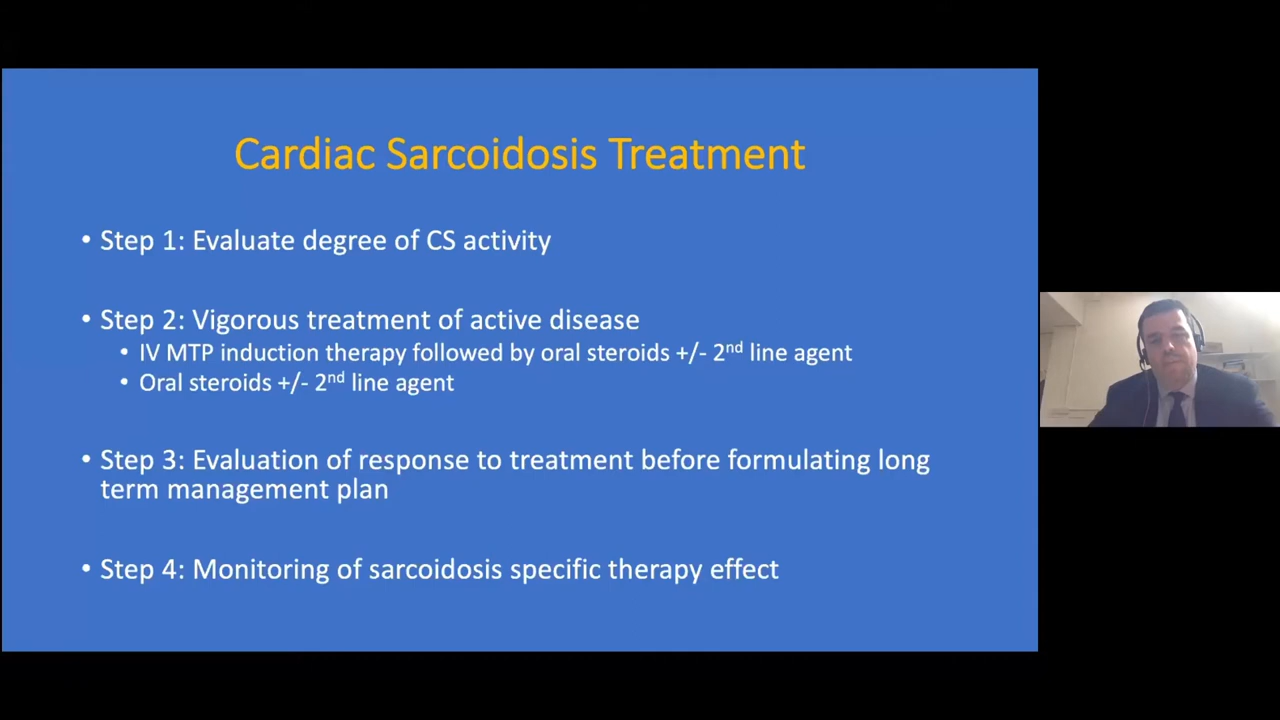 Cardiac Sarcoidosis Treatment
• Step 1: Evaluate degree of CS activity
• Step 2: Vigorous treatment of active disease
• IV MTP induction therapy followed by oral steroids +/- 2nd line agent
• Oral steroids +/- 2nd line agent
• Step 3: Evaluation of response to treatment before formulating long
term management plan
• Step 4: Monitoring of sarcoidosis specific therapy effect